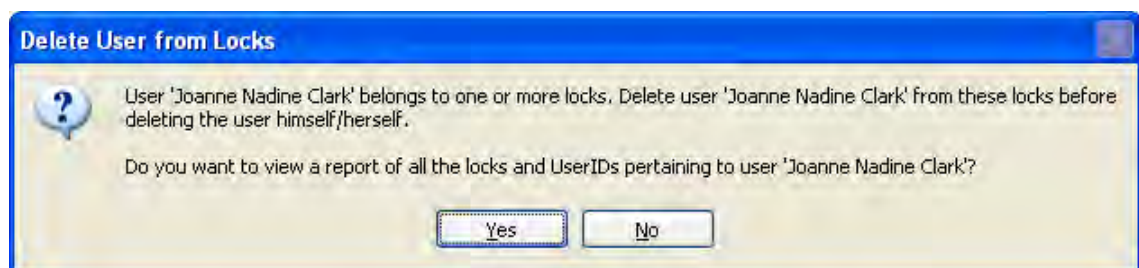 Delete User from Locks
User 'Joanne Nadine Clark' belongs to one or more locks. Delete user 'Joanne Nadine Clark' from these locks before
deleting the user himself/herself.
Do you want to view a report of all the locks and UserIDs pertaining to user 'Joanne Nadine Clark'?
Yes No